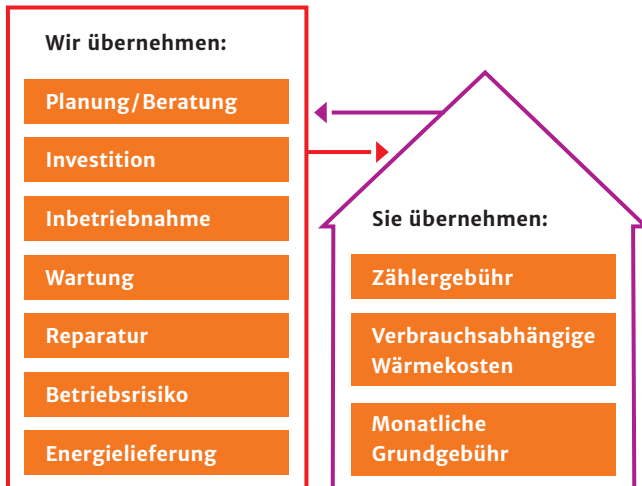 Wir übernehmen:
Planung/Beratung
Investition
Inbetriebnahme
Wartung
Reparatur
Betriebsrisiko
Energielieferung
Sie übernehmen:
Zählergebühr
Verbrauchsabhängige
Wärmekosten
Monatliche
Grundgebühr